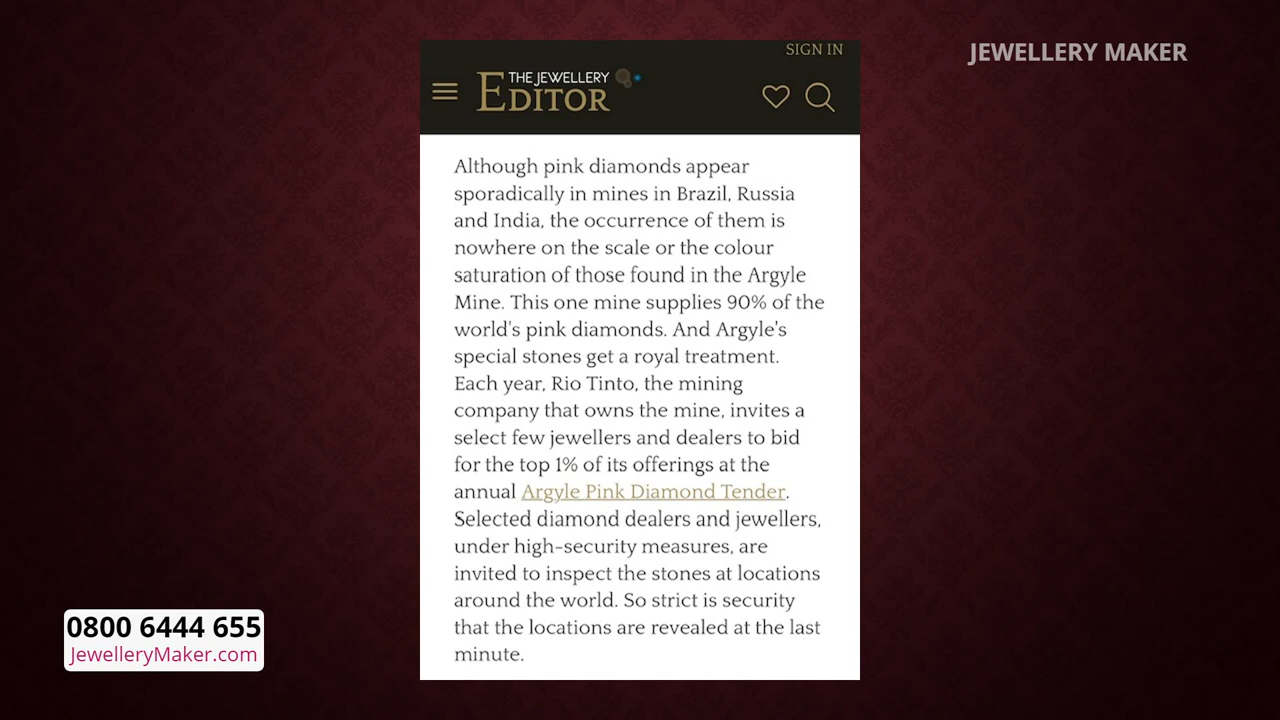 JEWELLERY MAKER
SIGN IN
THE JEWELLERY
EDITOR
Although pink diamonds appear
sporadically in mines in Brazil, Russia
and India, the occurrence of them is
nowhere on the scale or the colour
saturation of those found in the Argyle
Mine. This one mine supplies 90% of the
world's pink diamonds. And Argyle's
special stones get a royal treatment.
Each year, Rio Tinto, the mining
company that owns the mine, invites a
select few jewellers and dealers to bid
for the top 1% of its offerings at the
annual Argyle Pink Diamond Tender.
Selected diamond dealers and jewellers,
under high-security measures, are
invited to inspect the stones at locations
around the world. So strict is security
that the locations are revealed at the last
minute.
0800 6444 655
JewelleryMaker.com